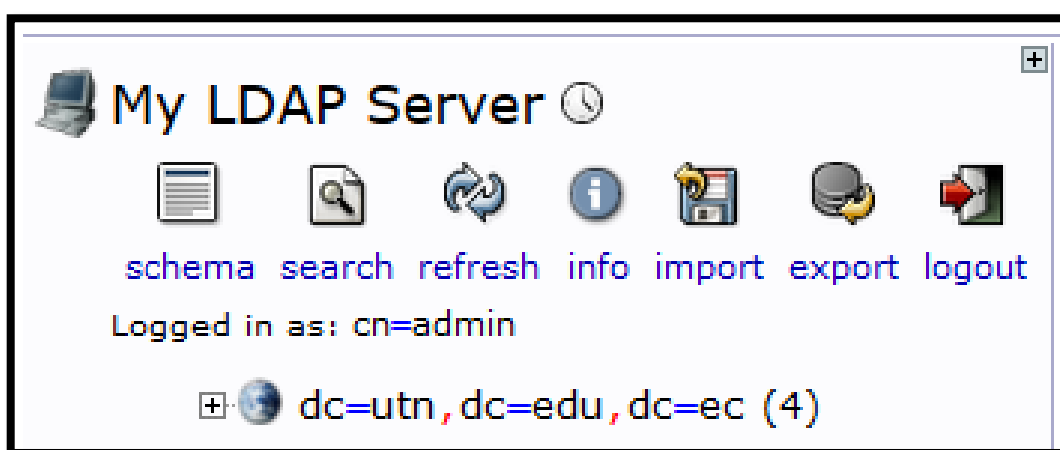 My LDAP Server
schema search refresh info import export logout
Logged in as: cn=admin
dc=utn,dc=edu,dc=ec (4)